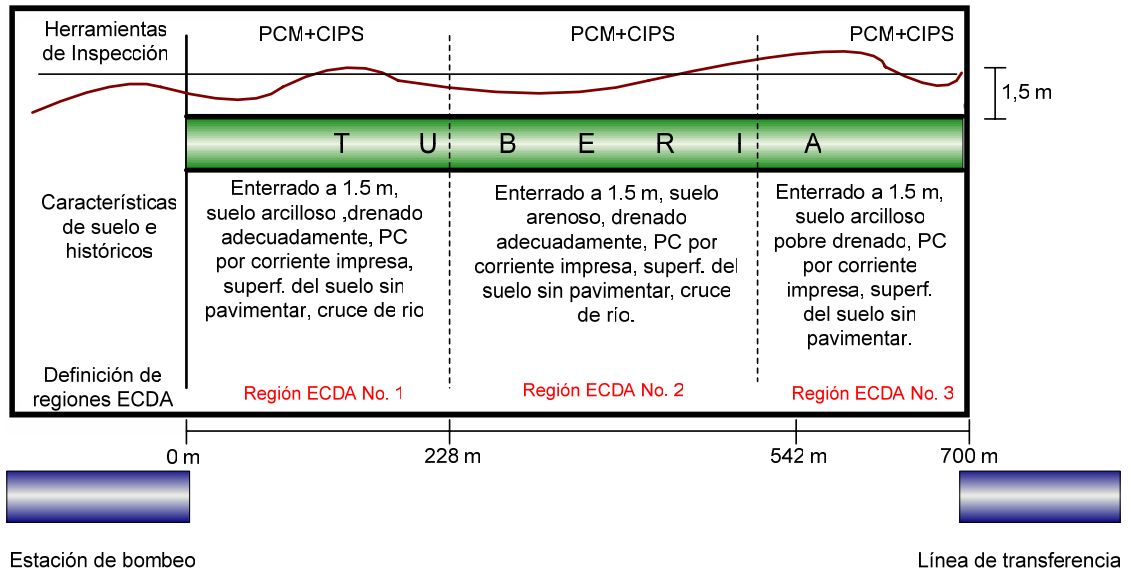 Herramientas
de Inspección
PCM+CIPS
PCM+CIPS
PCM+CIPS
1,5 m
T U B E R I A
Características
de suelo e
históricos
Enterrado a 1.5 m,
suelo arcilloso ,drenado
adecuadamente, PC
por corriente impresa,
superf. del suelo sin
pavimentar, cruce de rio
Enterrado a 1.5 m, suelo
arenoso, drenado
adecuadamente, PC por
corriente impresa, superf. del
suelo sin pavimentar, cruce
de río.
Enterrado a 1.5 m,
suelo arcilloso
pobre drenado, PC
por corriente
impresa, superf.
del suelo sin
pavimentar.
Definición de
regiones ECDA
Región ECDA No. 1
Región ECDA No. 2
Región ECDA No. 3
0 m
228 m
542 m
700 m
Estación de bombeo
Línea de transferencia